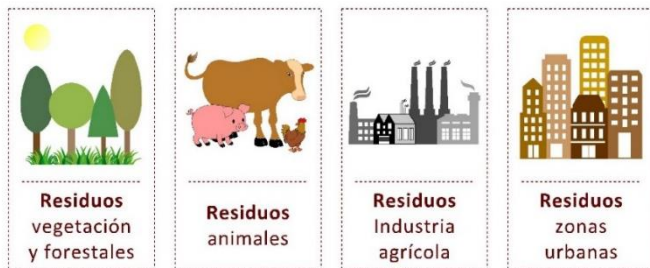 Residuos
vegetación
y forestales
Residuos
animales
Residuos
Industria
agrícola
Residuos
zonas
urbanas